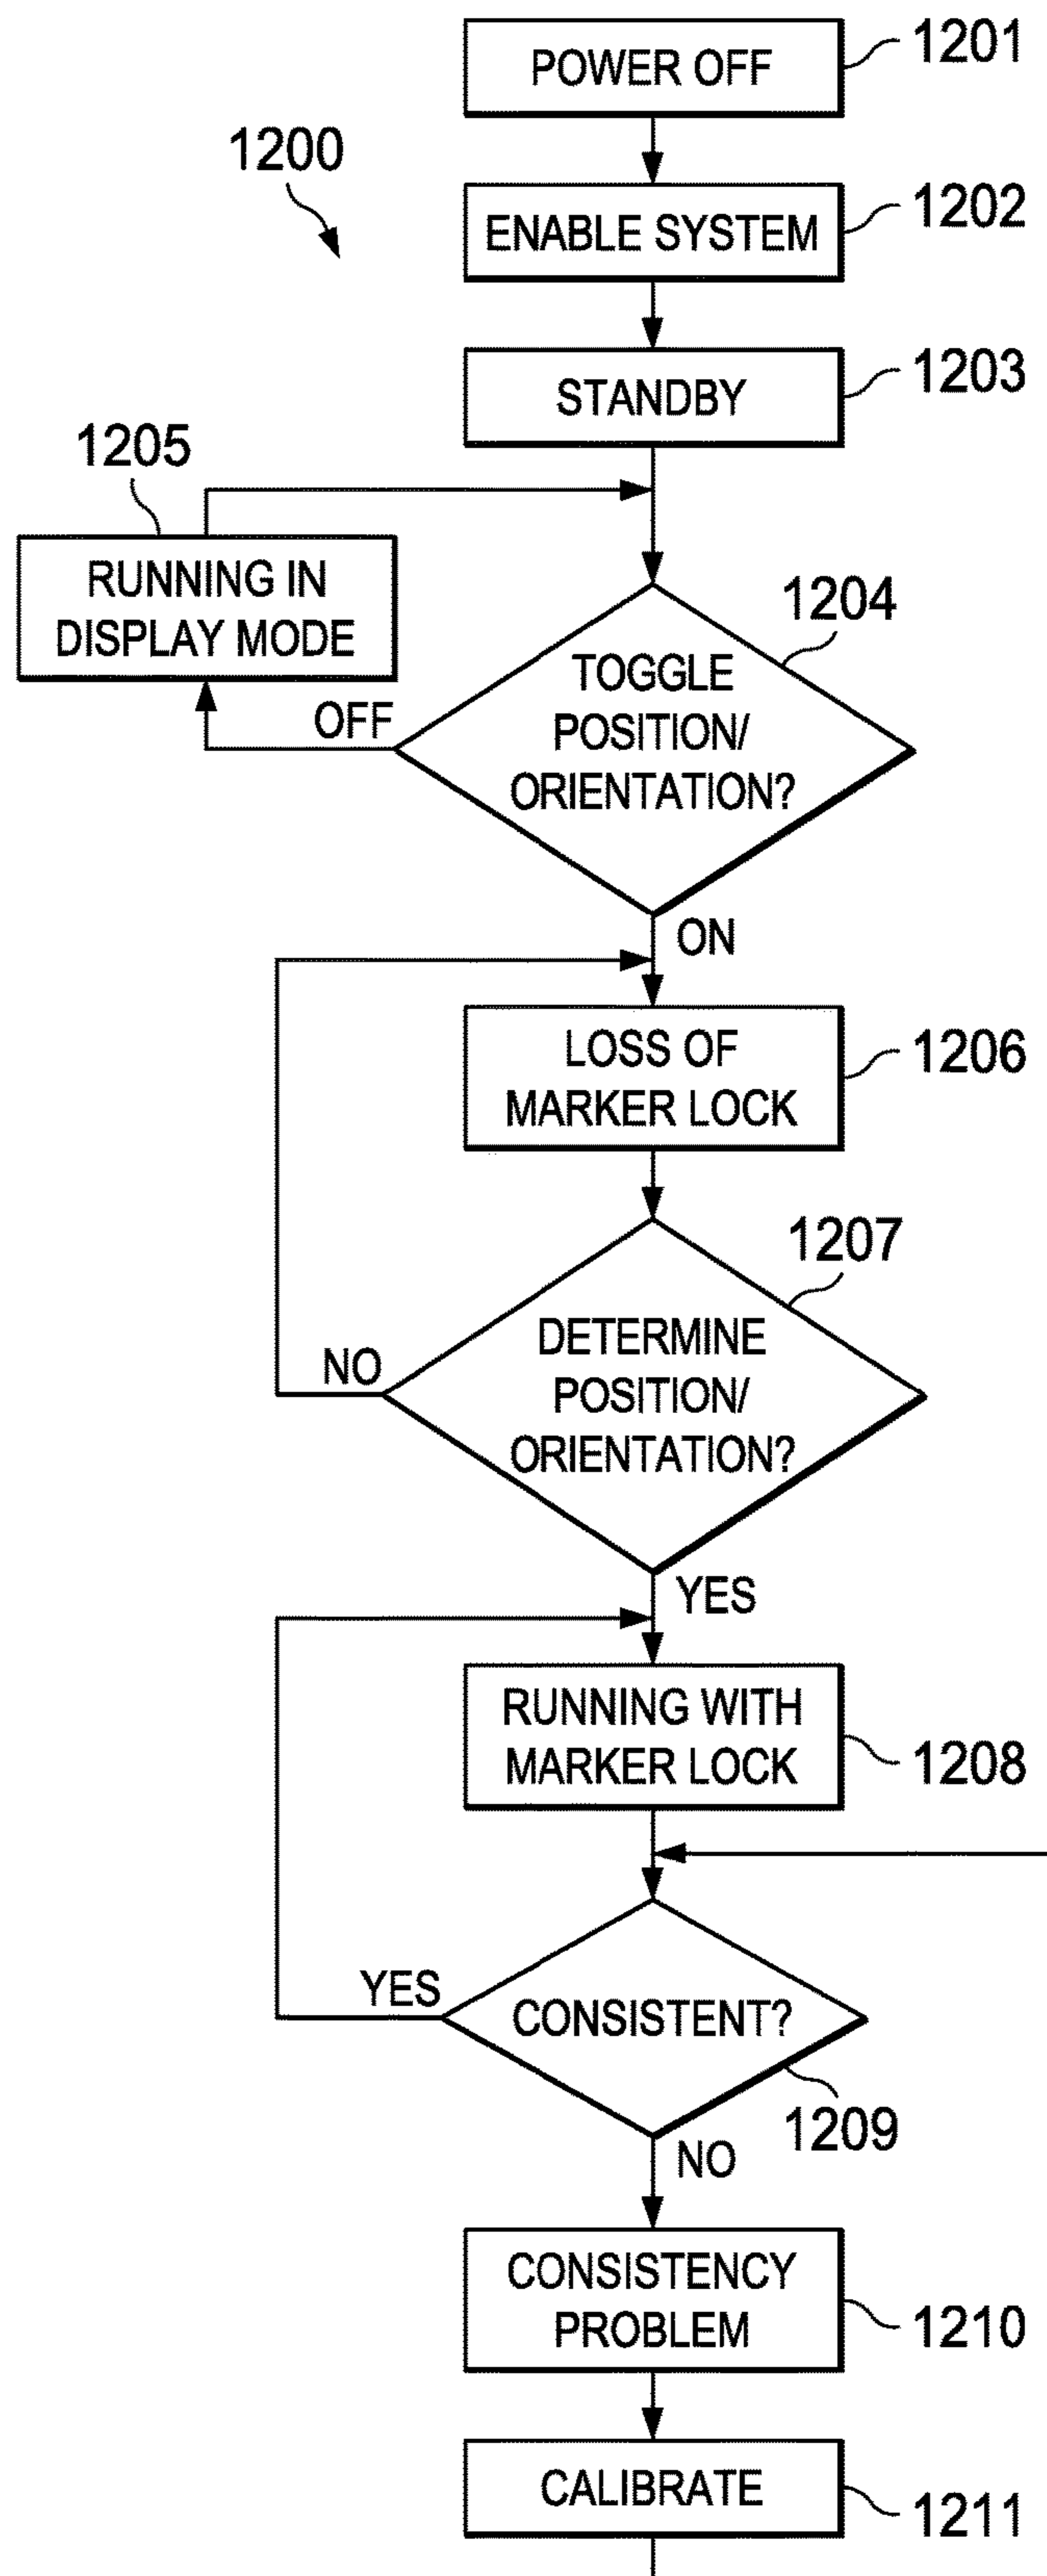 POWER OFF
1201
1200
ENABLE SYSTEM
1202
STANDBY
1203
1205
RUNNING IN
DISPLAY MODE
1204
TOGGLE
POSITION/
ORIENTATION?
OFF
ON
LOSS OF
MARKER LOCK
1206
1207
DETERMINE
POSITION/
ORIENTATION?
NO
YES
RUNNING WITH
MARKER LOCK
1208
YES
CONSISTENT?
1209
NO
CONSISTENCY
PROBLEM
1210
CALIBRATE
1211